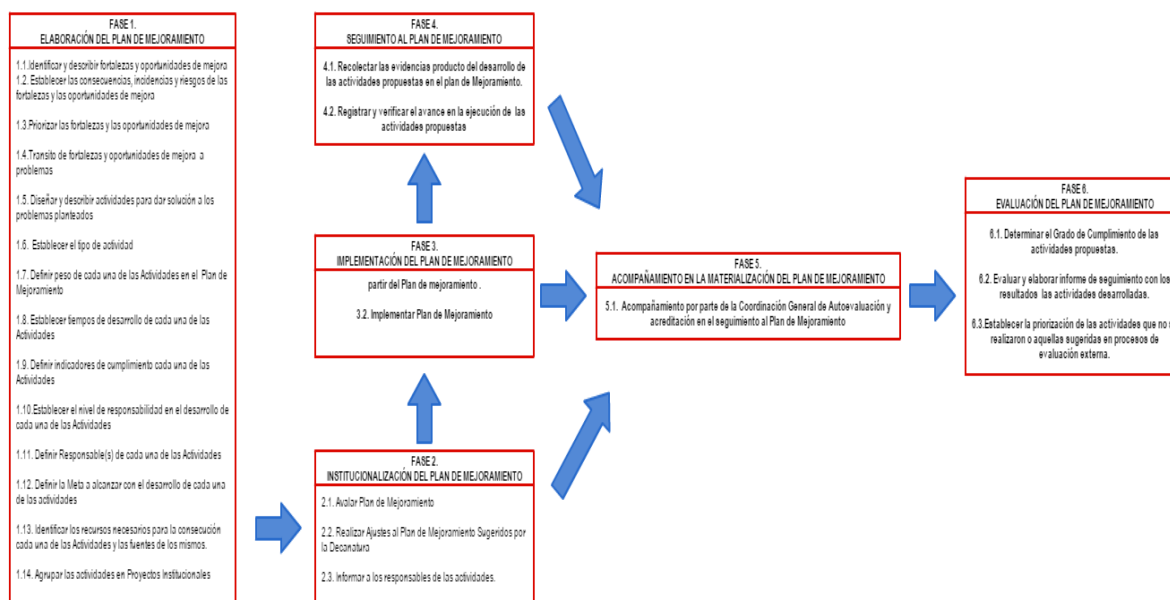 FASE 1.
ELABORACIÓN DEL PLAN DE MEJORAMIENTO
1.1.Identificar y describir fortalezas y oportunidades de mejora
1.2. Establecer las consecuencias, incidencias y riesgos de las
fortalezas y las oportunidades de mejora
1.3.Priorizar las fortalezas y las oportunidades de mejora
1.4.Transito de fortalezas y oportunidades de mejora a
problemas
1.5. Diseñar y describir actividades para dar solución a los
problemas planteados
1.6. Establecer el tipo de actividad
1.7. Definir peso de cada una de las Actividades en el Plan de
Mejoramiento
1.8. Establecer tiempos de desarrollo de cada una de las
Actividades
1.9. Definir indicadores de cumplimiento cada una de las
Actividades
1.10.Establecer el nivel de responsabilidad en el desarrollo de
cada una de las Actividades
1.11. Definir Responsable(s) de cada una de las Actividades
1.12. Definir la Meta a alcanzar con el desarrollo de cada una
de las actividades
1.13. Identificar los recursos necesarios para la consecución
cada una de las Actividades y las fuentes de los mismos.
1.14. Agrupar las actividades en Proyectos Institucionales
FASE 2.
INSTITUCIONALIZACIÓN DEL PLAN DE MEJORAMIENTO
2.1. Avalar Plan de Mejoramiento
2.2. Realizar Ajustes al Plan de Mejoramiento Sugeridos por
la Decanatura
2.3. Informar a los responsables de las actividades.
FASE 3.
IMPLEMENTACIÓN DEL PLAN DE MEJORAMIENTO
partir del Plan de mejoramiento .
3.2. Implementar Plan de Mejoramiento
FASE 4.
SEGUIMIENTO AL PLAN DE MEJORAMIENTO
4.1. Recolectar las evidencias producto del desarrollo de
las actividades propuestas en el plan de Mejoramiento.
4.2. Registrar y verificar el avance en la ejecución de las
actividades propuestas
FASE 5.
ACOMPAÑAMIENTO EN LA MATERIALIZACIÓN DEL PLAN DE MEJORAMIENTO
5.1. Acompañamiento por parte de la Coordinación General de Autoevaluación y
acreditación en el seguimiento al Plan de Mejoramiento
FASE 6.
EVALUACIÓN DEL PLAN DE MEJORAMIENTO
6.1. Determinar el Grado de Cumplimiento de las
actividades propuestas.
6.2. Evaluar y elaborar informe de seguimiento con los
resultados las actividades desarrolladas.
6.3.Establecer la priorización de las actividades que no
realizaron o aquellas sugeridas en procesos de
evaluación externa.